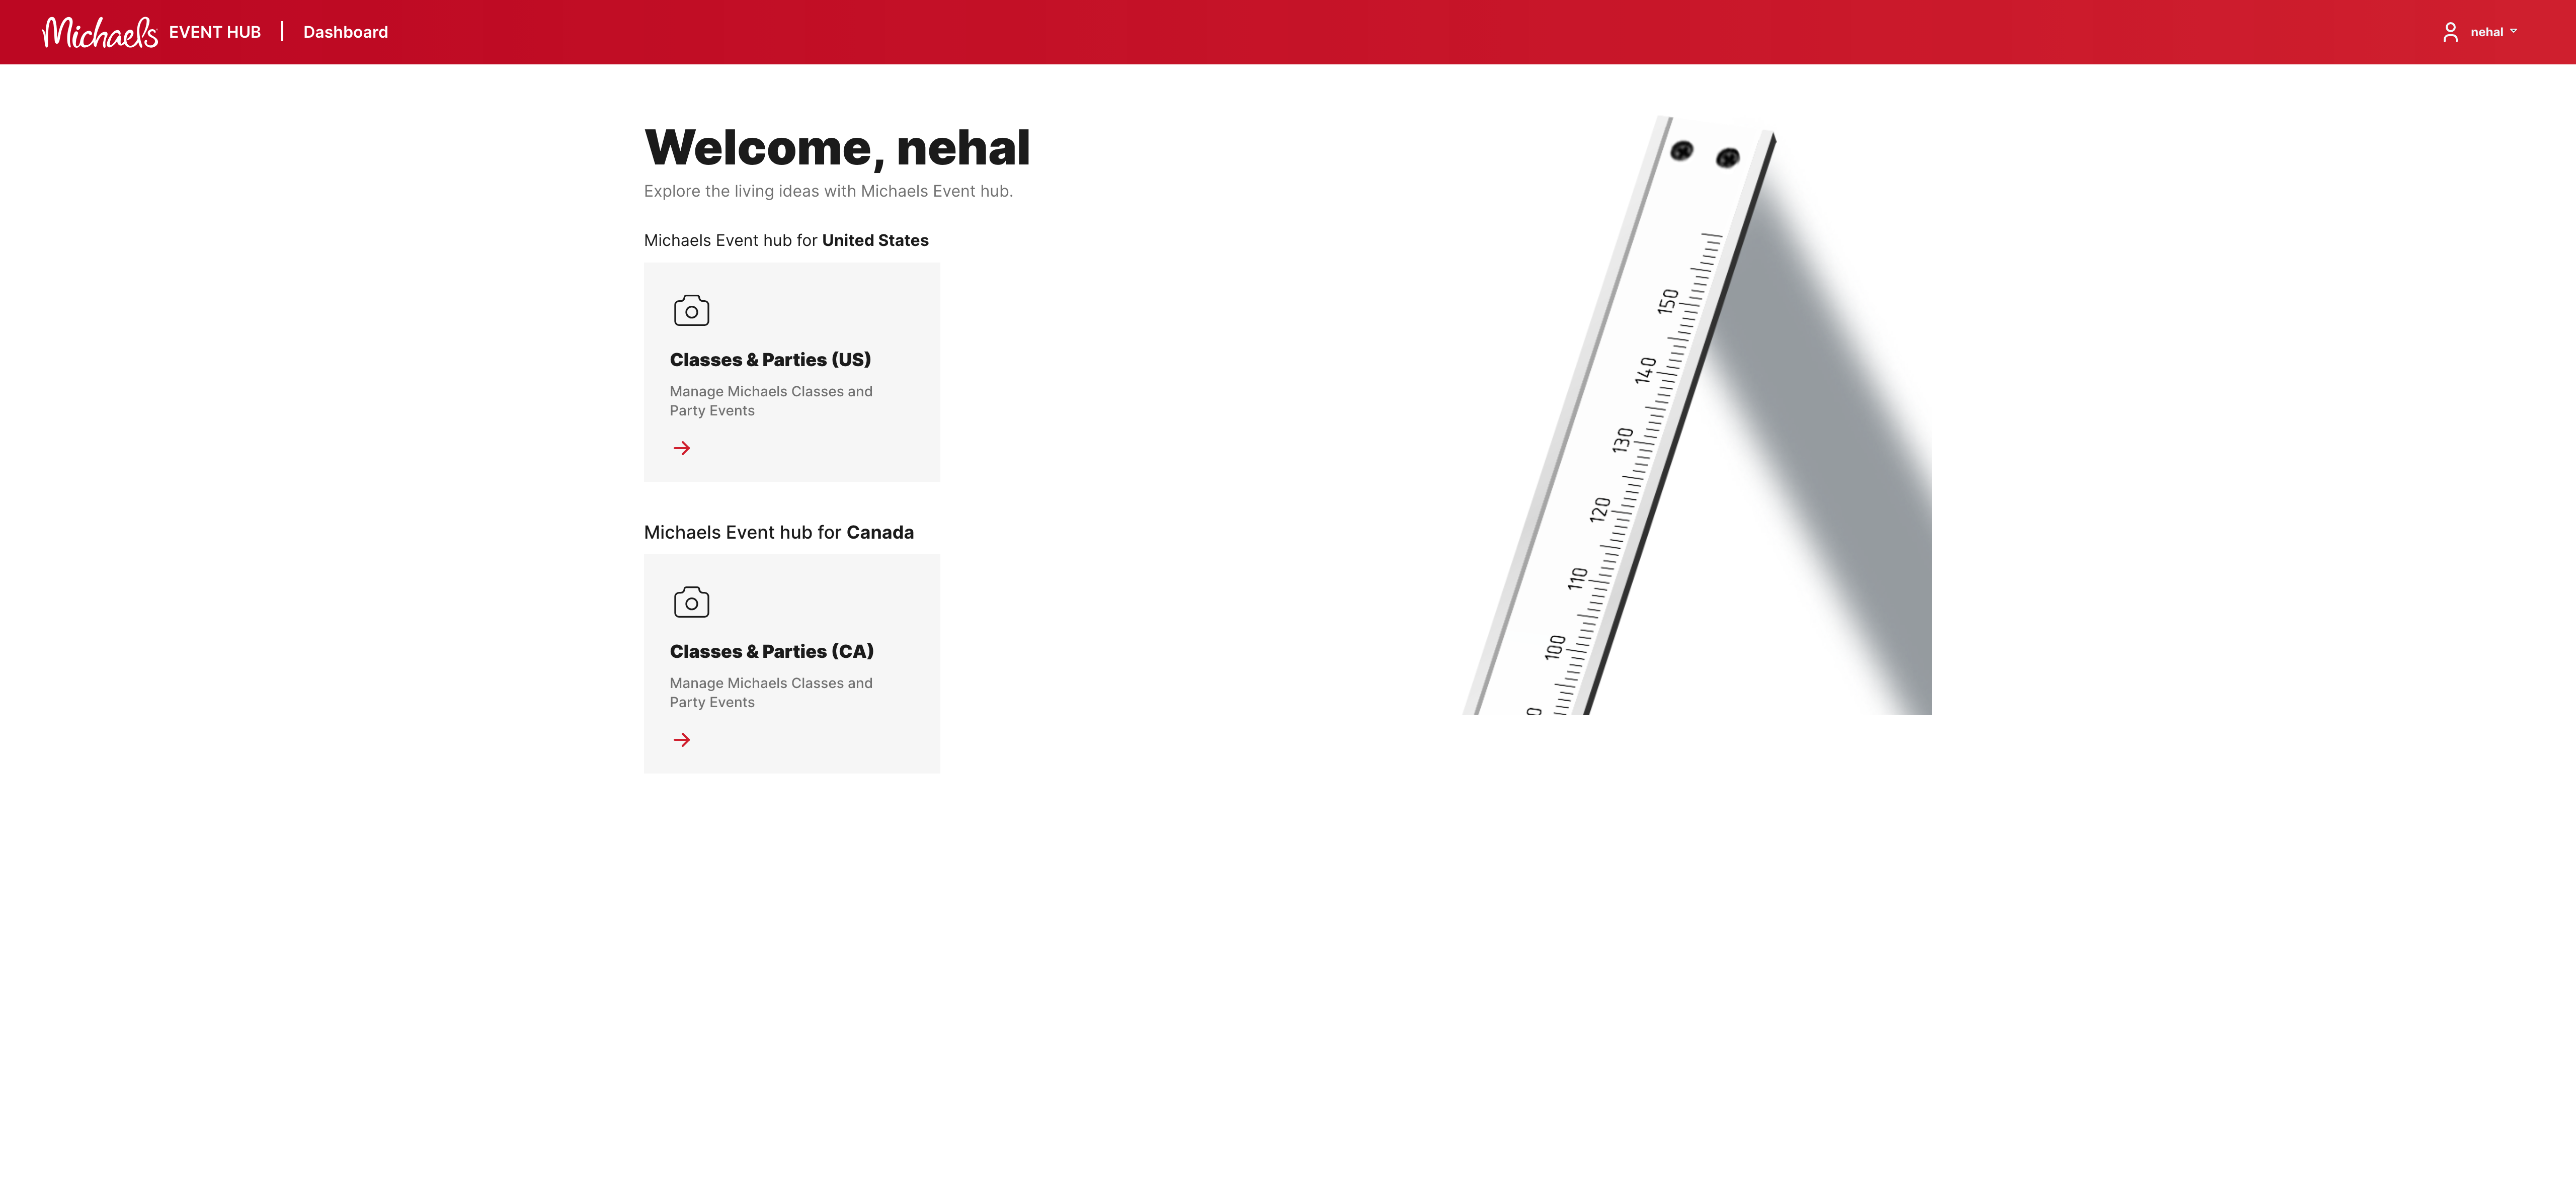 Michaels EVENT HUB | Dashboard
nehal
Welcome, nehal
Explore the living ideas with Michaels Event hub.
Michaels Event hub for United States
Classes & Parties (US)
Manage Michaels Classes and
Party Events
Michaels Event hub for Canada
Classes & Parties (CA)
Manage Michaels Classes and
Party Events
150
140
130
120
110
100
0